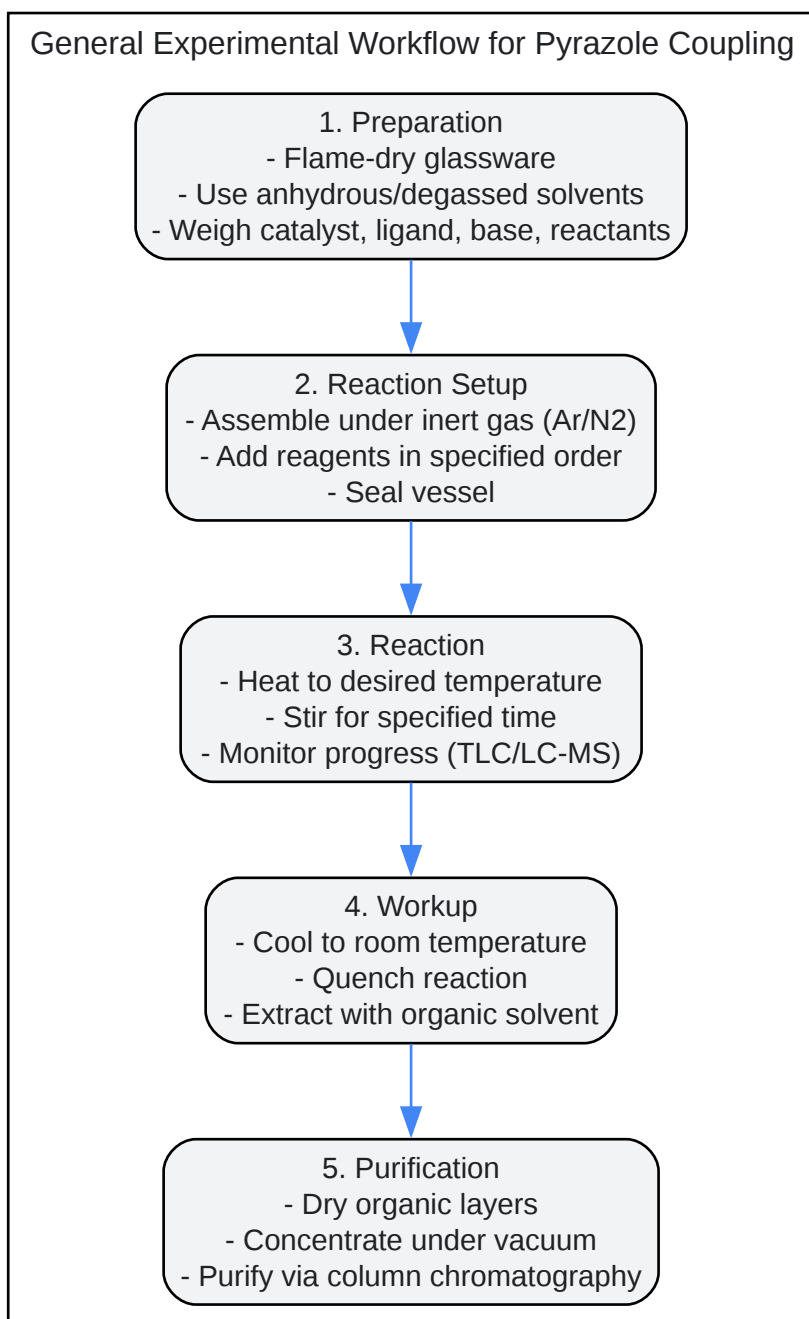 General Experimental Workflow for Pyrazole Coupling
1. Preparation
- Flame-dry glassware
- Use anhydrous/degassed solvents
- Weigh catalyst, ligand, base, reactants
2. Reaction Setup
- Assemble under inert gas (Ar/N2)
- Add reagents in specified order
- Seal vessel
3. Reaction
- Heat to desired temperature
- Stir for specified time
- Monitor progress (TLC/LC-MS)
4. Workup
- Cool to room temperature
- Quench reaction
- Extract with organic solvent
5. Purification
- Dry organic layers
- Concentrate under vacuum
- Purify via column chromatography